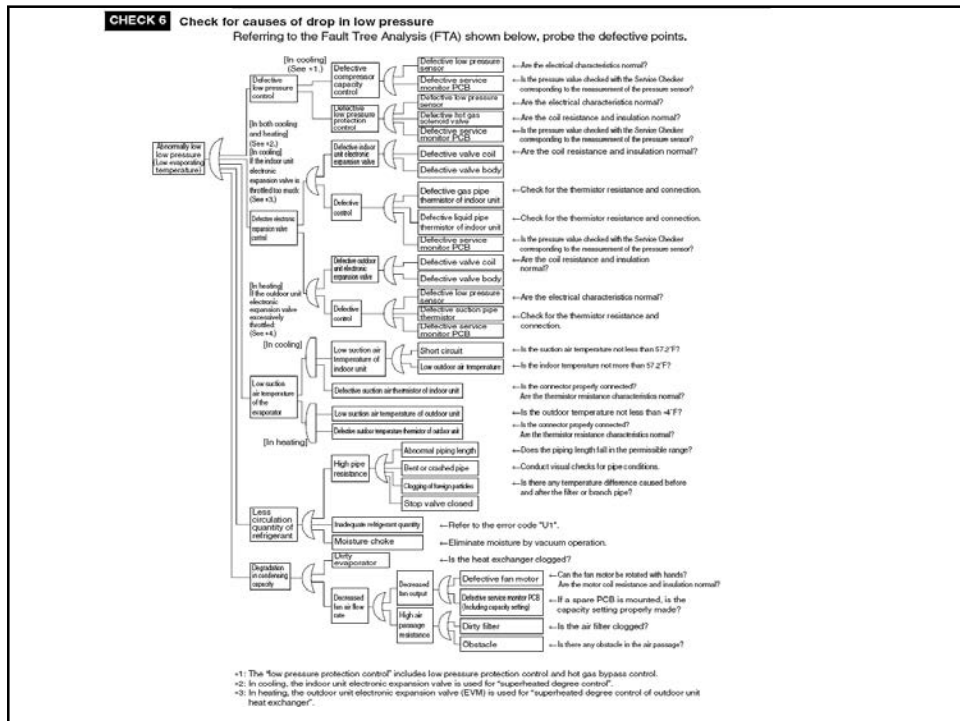 CHECK 6 Check for causes of drop in low pressure
Referring to the Fault Tree Analysis (FTA) shown below, probe the defective points.
Abnormally low
low pressure
(Low evaporating
temperature)
Defective
low pressure
control
[In cooling]
(See *1.)
Defective
compressor
capacity
control
Defective low pressure
sensor
←Are the electrical characteristics normal?
Defective service
monitor PCB
←Is the pressure value checked with the Service Checker
corresponding to the measurement of the pressure sensor?
Defective
low pressure
protection
control
Defective low pressure
sensor
←Are the electrical characteristics normal?
Defective hot gas
solenoid valve
←Are the coil resistance and insulation normal?
Defective service
monitor PCB
←Is the pressure value checked with the Service Checker
corresponding to the measurement of the pressure sensor?
[In both cooling
and heating]
(See *2.)
[In cooling]
If the indoor unit
electronic
expansion valve is
throttled too much:
(See *3.)
Defective electronic
expansion valve
control
Defective indoor
unit electronic
expansion valve
Defective valve coil
←Are the coil resistance and insulation normal?
Defective valve body
Defective
control
Defective gas pipe
thermistor of indoor unit
←Check for the thermistor resistance and connection.
Defective liquid pipe
thermistor of indoor unit
←Check for the thermistor resistance and connection.
Defective service
monitor PCB
←Is the pressure value checked with the Service Checker
corresponding to the measurement of the pressure sensor?
[In heating]
If the outdoor unit
electronic
expansion valve
excessively
throttled:
(See *4.)
Defective outdoor
unit electronic
expansion valve
Defective valve coil
←Are the coil resistance and insulation
normal?
Defective valve body
Defective
control
Defective low pressure
sensor
←Are the electrical characteristics normal?
Defective suction pipe
thermistor
←Check for the thermistor resistance and
connection.
Defective service
monitor PCB
Low suction
air temperature
of the
evaporator
[In cooling]
Low suction air
temperature of
indoor unit
Short circuit
←Is the suction air temperature not less than 57.2°F?
Low outdoor air temperature
←Is the indoor temperature not more than 57.2°F?
Defective suction air thermistor of indoor unit
←Is the connector properly connected?
Are the thermistor resistance characteristics normal?
[In heating]
Low suction air temperature of outdoor unit
←Is the outdoor temperature not less than -4°F?
Defective outdoor temperature thermistor of outdoor unit
←Is the connector properly connected?
Are the thermistor resistance characteristics normal?
Less
circulation
quantity of
refrigerant
High pipe
resistance
Abnormal piping length
←Does the piping length fall in the permissible range?
Bent or crashed pipe
←Conduct visual checks for pipe conditions.
Clogging of foreign particles
←Is there any temperature difference caused before
and after the filter or branch pipe?
Stop valve closed
Inadequate refrigerant quantity
←Refer to the error code "U1".
Moisture choke
←Eliminate moisture by vacuum operation.
Degradation
in condensing
capacity
Dirty
evaporator
←Is the heat exchanger clogged?
Decreased
fan air flow
rate
Decreased
fan output
Defective fan motor
←Can the fan motor be rotated with hands?
Are the motor coil resistance and insulation normal?
Defective service monitor PCB
(Including capacity setting)
←If a spare PCB is mounted, is the
capacity setting properly made?
High air
passage
resistance
Dirty filter
←Is the air filter clogged?
Obstacle
←Is there any obstacle in the air passage?
*1: The "low pressure protection control" includes low pressure protection control and hot gas bypass control.
*2: In cooling, the indoor unit electronic expansion valve is used for "superheated degree control".
*3: In heating, the outdoor unit electronic expansion valve (EVM) is used for "superheated degree control of outdoor unit
heat exchanger".